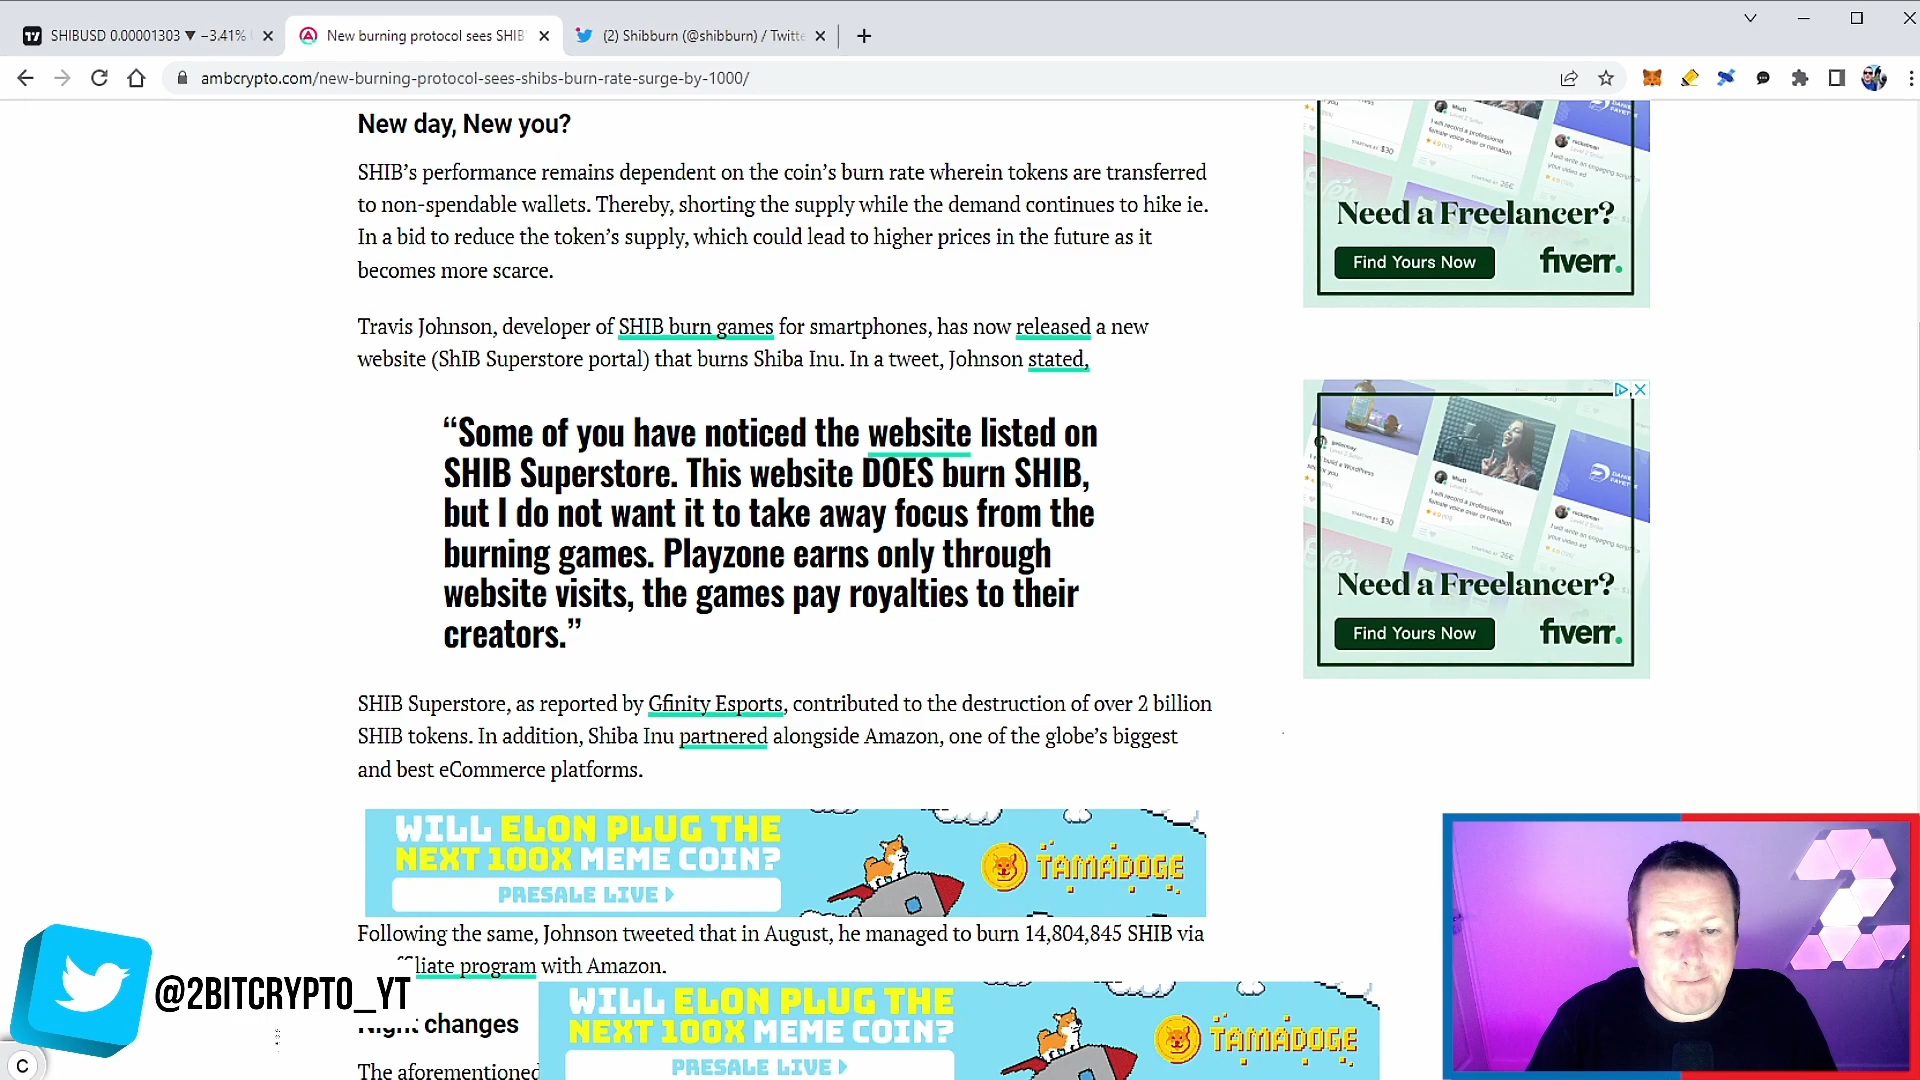 SHIBUSD 0.00001303 ▼ −3.41%
New burning protocol sees SHIB
(2) Shibburn (@shibburn) / Twitte
ambcrypto.com/new-burning-protocol-sees-shibs-burn-rate-surge-by-1000/
New day, New you?
SHIB’s performance remains dependent on the coin’s burn rate wherein tokens are transferred
to non-spendable wallets. Thereby, shorting the supply while the demand continues to hike ie.
In a bid to reduce the token’s supply, which could lead to higher prices in the future as it
becomes more scarce.
Travis Johnson, developer of SHIB burn games for smartphones, has now released a new
website (ShIB Superstore portal) that burns Shiba Inu. In a tweet, Johnson stated,
“Some of you have noticed the website listed on
SHIB Superstore. This website DOES burn SHIB,
but I do not want it to take away focus from the
burning games. Playzone earns only through
website visits, the games pay royalties to their
creators.”
SHIB Superstore, as reported by Gfinity Esports, contributed to the destruction of over 2 billion
SHIB tokens. In addition, Shiba Inu partnered alongside Amazon, one of the globe’s biggest
and best eCommerce platforms.
WILL ELON PLUG THE
NEXT 100X MEME COIN?
PRESALE LIVE
TAMADOGE
Following the same, Johnson tweeted that in August, he managed to burn 14,804,845 SHIB via
ffiliate program with Amazon.
@2BITCRYPTO_YT
Night changes
The aforementioned
WILL ELON PLUG THE
NEXT 100X MEME COIN?
PRESALE LIVE
TAMADOGE
Need a Freelancer?
Find Yours Now
fiverr.
Need a Freelancer?
Find Yours Now
fiverr.
C